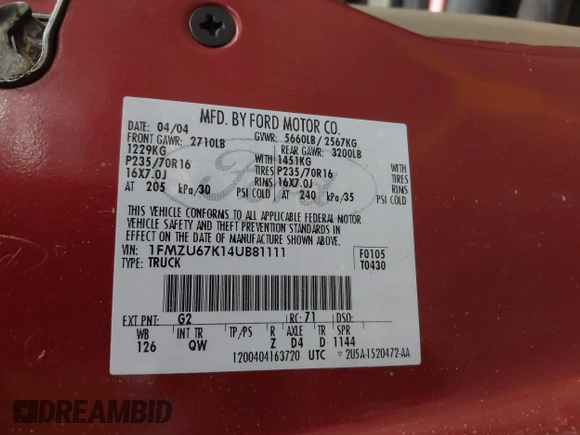 MFD. BY FORD MOTOR CO.
DATE: 04/04 GVWR: 5660LB/ 2567KG
FRONT GAWR: 2710LB REAR GAWR: 3200LB
1229KG WITH 1451KG WITH
P235/70R16 TIRES P235/70R16 TIRES
16X7.0J RIMS 16X7.0J RIMS
AT 205 kPa/30 PSI COLD AT 240 kPa/35 PSI COLD
THIS VEHICLE CONFORMS TO ALL APPLICABLE FEDERAL MOTOR
VEHICLE SAFETY AND THEFT PREVENTION STANDARDS IN
EFFECT ON THE DATE OF MANUFACTURE SHOWN ABOVE.
VIN: 1FMZU67K14UB81111 F0105
TYPE: TRUCK T0430
EXT PNT: G2 RC: 71 DSO:
WB INT TR TP/PS R AXLE TR SPR
126 QW Z D4 D 1144
1200404163720 UTC ▽ 2U5A-1520472-AA
Ford
DREAMBID